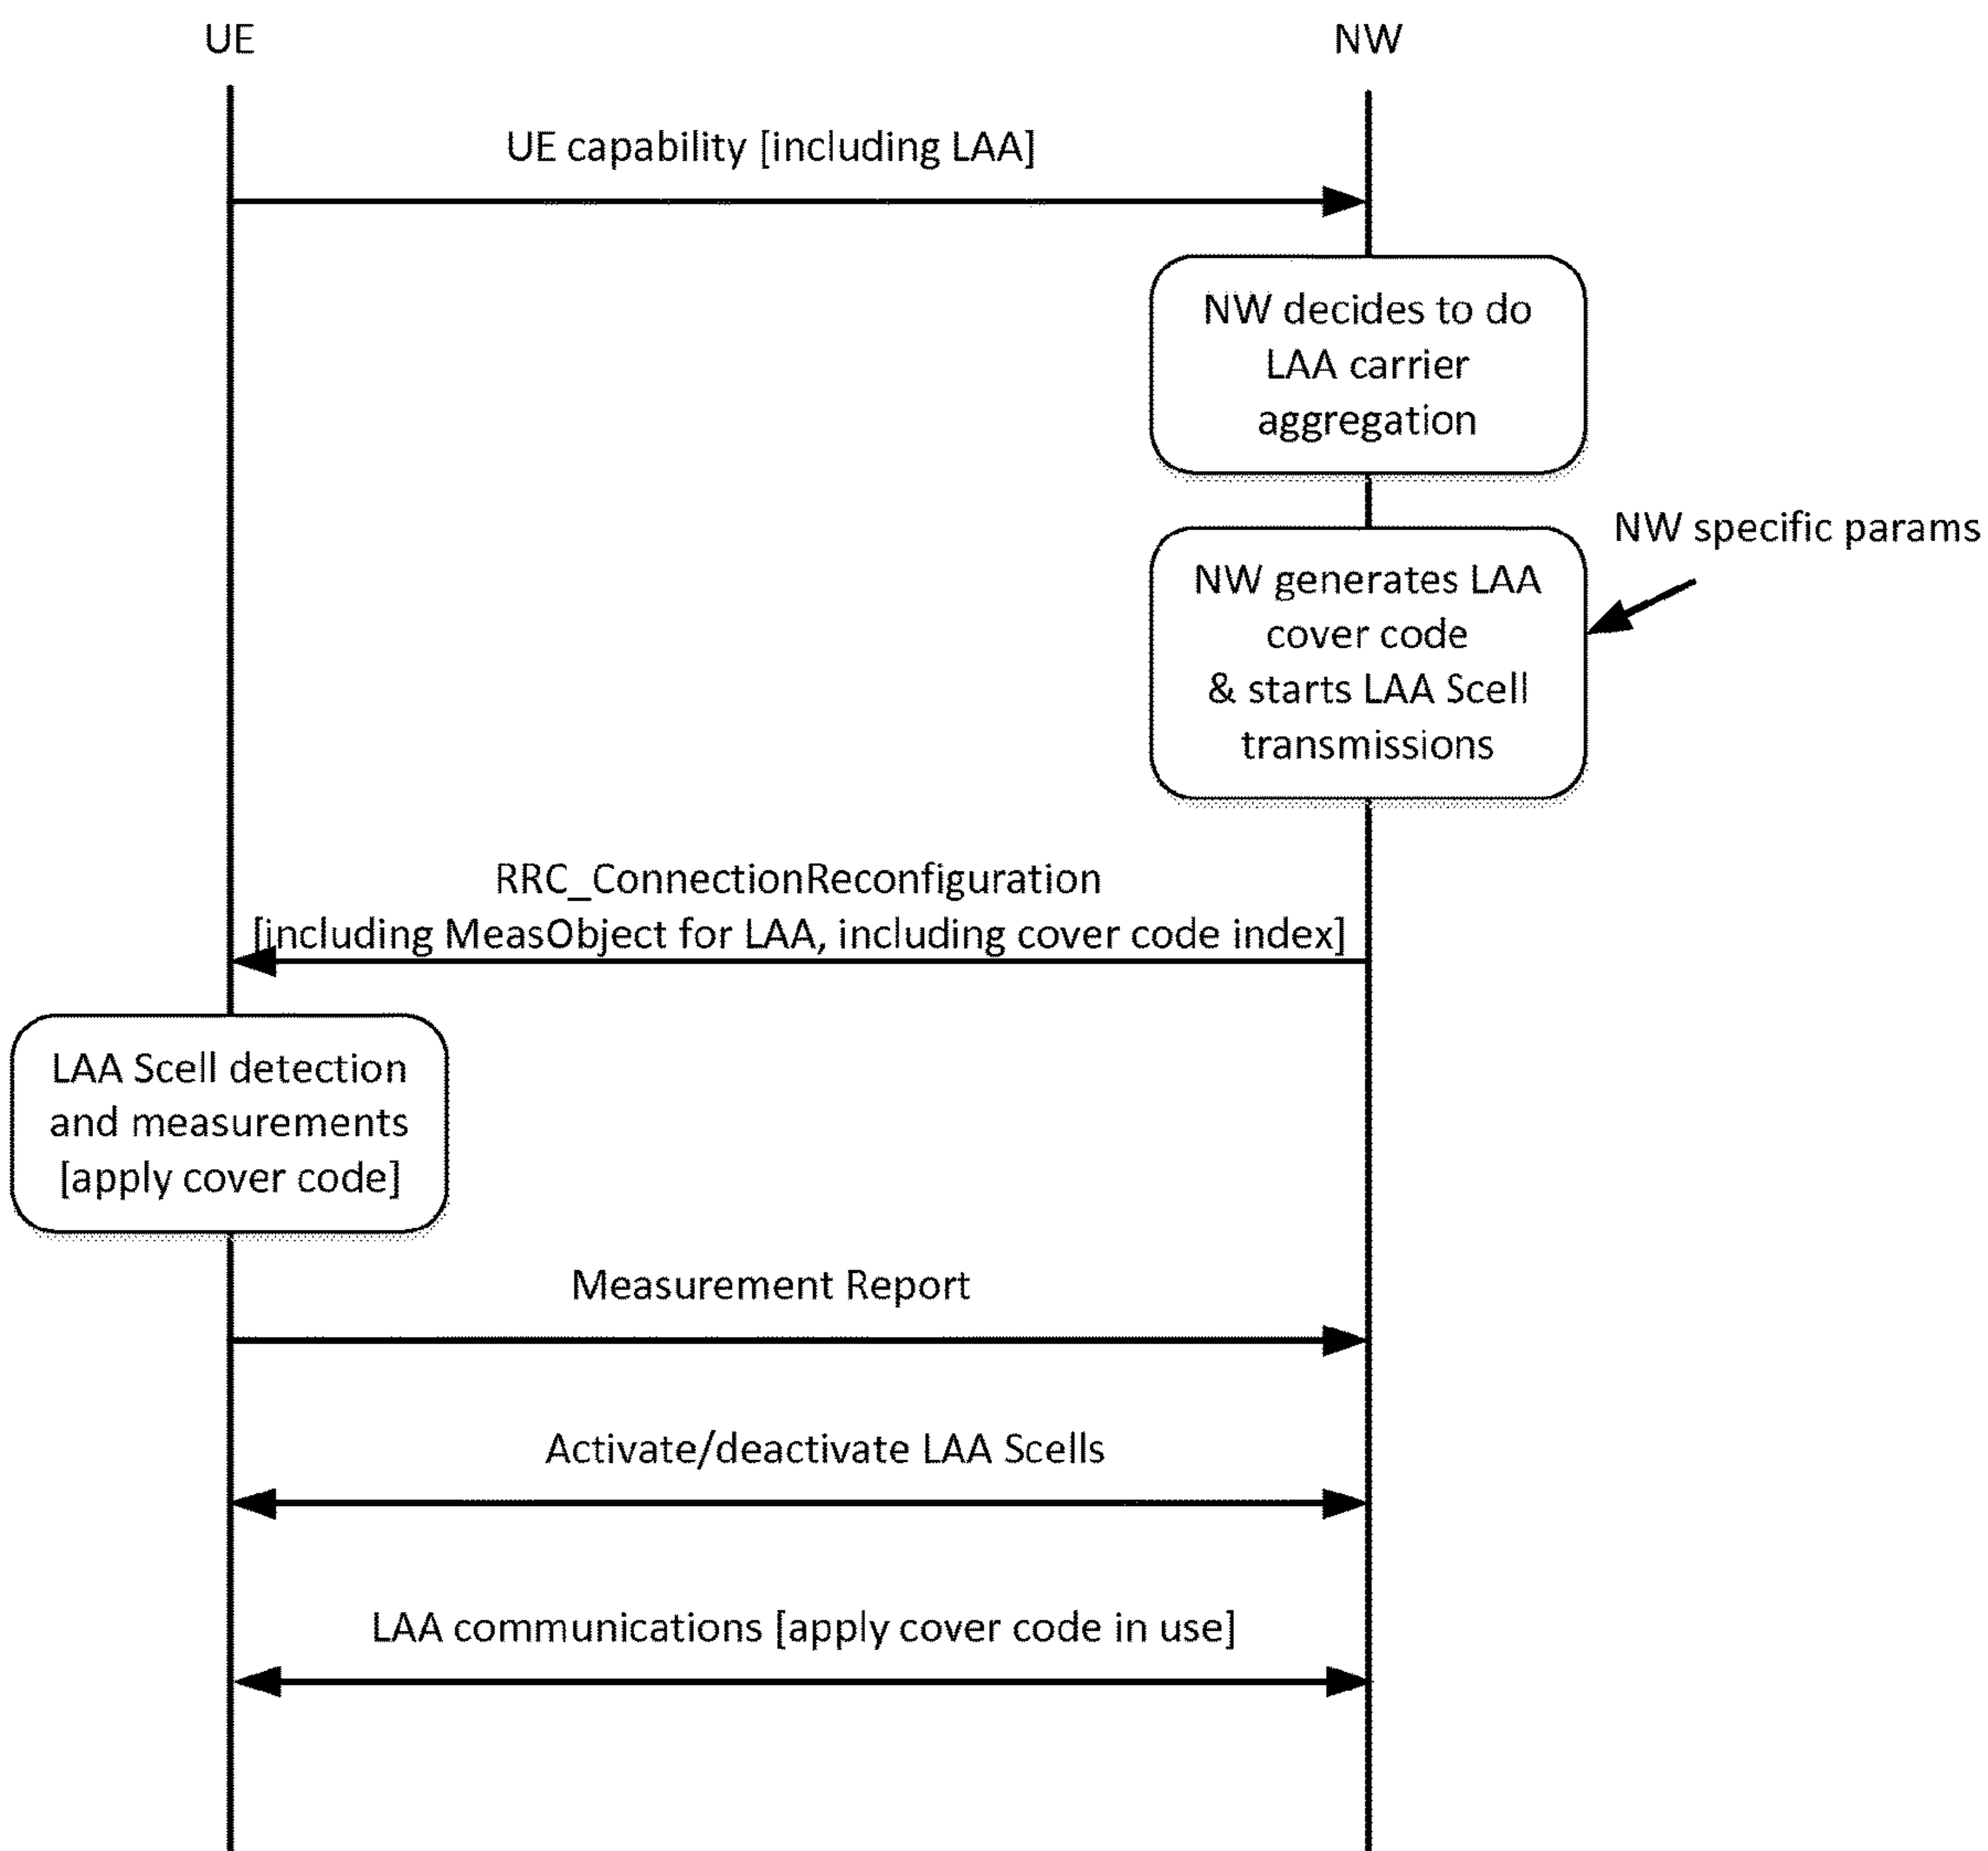 UE
NW
UE capability [including LAA]
NW decides to do
LAA carrier
aggregation
NW specific params
NW generates LAA
cover code
& starts LAA Scell
transmissions
RRC_ConnectionReconfiguration
[including MeasObject for LAA, including cover code index]
LAA Scell detection
and measurements
[apply cover code]
Measurement Report
Activate/deactivate LAA Scells
LAA communications [apply cover code in use]